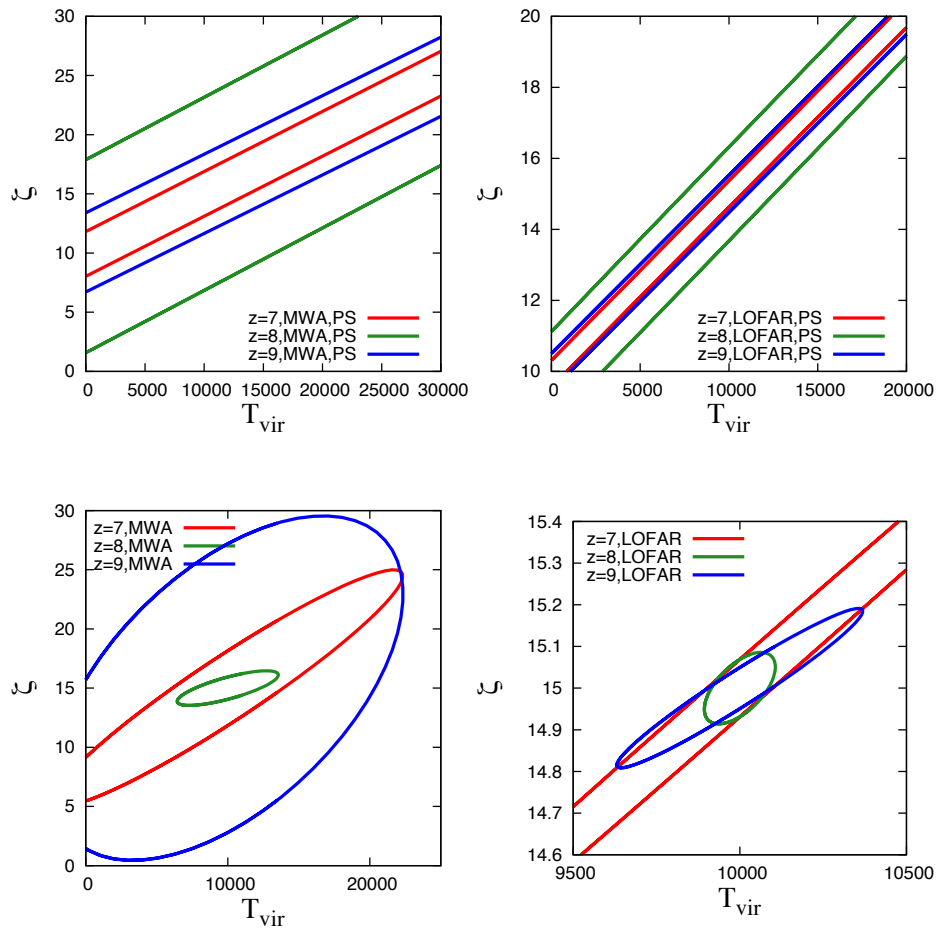 30
25
20
15
10
5
0
ζ
z=7,MWA,PS
z=8,MWA,PS
z=9,MWA,PS
0 5000 10000 15000 20000 25000 30000
T_vir
20
18
16
14
12
10
ζ
z=7,LOFAR,PS
z=8,LOFAR,PS
z=9,LOFAR,PS
0 5000 10000 15000 20000
T_vir
30
25
20
15
10
5
0
ζ
z=7,MWA
z=8,MWA
z=9,MWA
0 10000 20000
T_vir
15.4
15.3
15.2
15.1
15
14.9
14.8
14.7
14.6
ζ
z=7,LOFAR
z=8,LOFAR
z=9,LOFAR
9500 10000 10500
T_vir